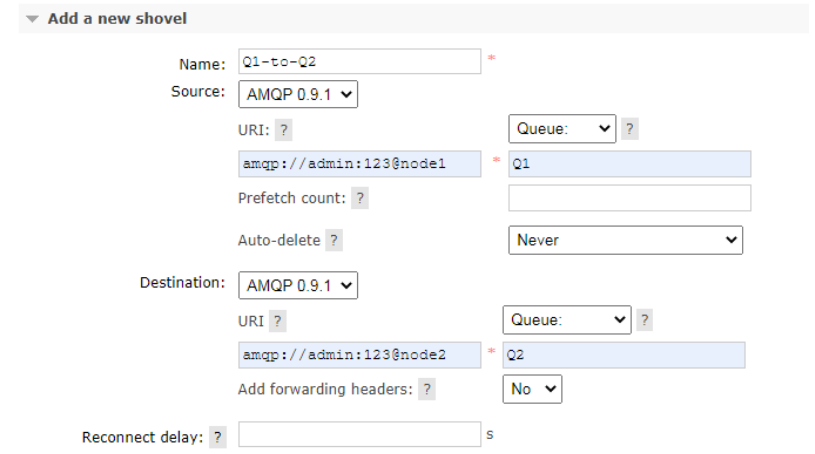 Add a new shovel
Name: Q1-to-Q2 *
Source: AMQP 0.9.1
URI: ? Queue: ?
amqp://admin:123@node1 * Q1
Prefetch count: ?
Auto-delete ? Never
Destination: AMQP 0.9.1
URI ? Queue: ?
amqp://admin:123@node2 * Q2
Add forwarding headers: ? No
Reconnect delay: ? s